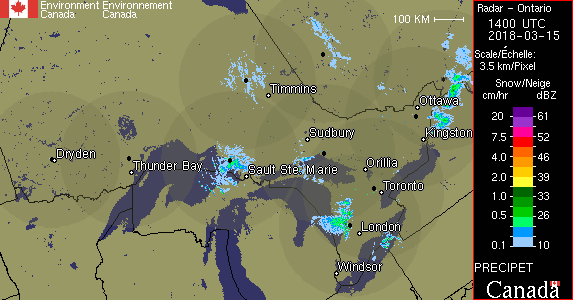 Environment Environnement
Canada Canada
100 KM
Timmins
Ottawa
Sudbury
Kingston
Dryden
Thunder Bay
Sault Ste. Marie
Orillia
Toronto
London
Windsor
Radar - Ontario
1400 UTC
2018-03-15
Scale/Échelle:
3.5 km/Pixel
Snow/Neige
cm/hr dBZ
20 61
7.5 52
4.0 46
2.0 39
1.0 33
0.5 26
0.1 10
PRECIPET
Canada